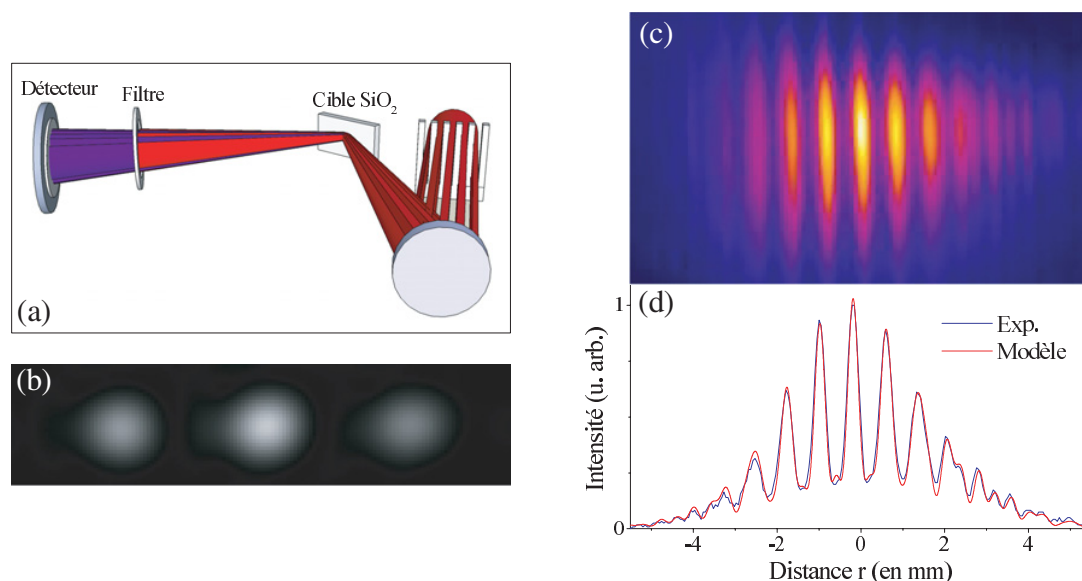 Détecteur
Filtre
Cible SiO2
(a)
(b)
(c)
(d)
1
Exp.
Modèle
Intensité (u. arb.)
0
-4
-2
0
2
4
Distance r (en mm)